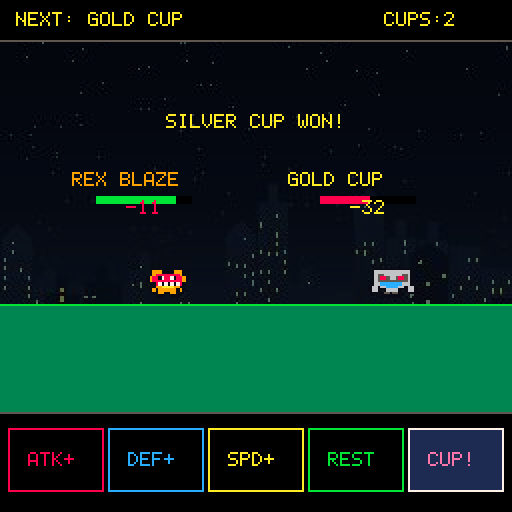 NEXT: GOLD CUP CUPS:2
SILVER CUP WON!
REX BLAZE GOLD CUP
-11 -32
ATK+ DEF+ SPD+ REST CUP!